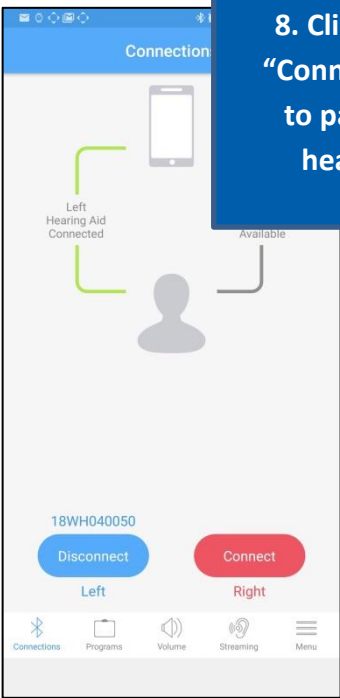 Connection
8. Cli
"Conn
to pa
hea
Left
Hearing Aid
Connected
Available
18WH040050
Disconnect
Connect
Left
Right
Connections
Programs
Volume
Streaming
Menu